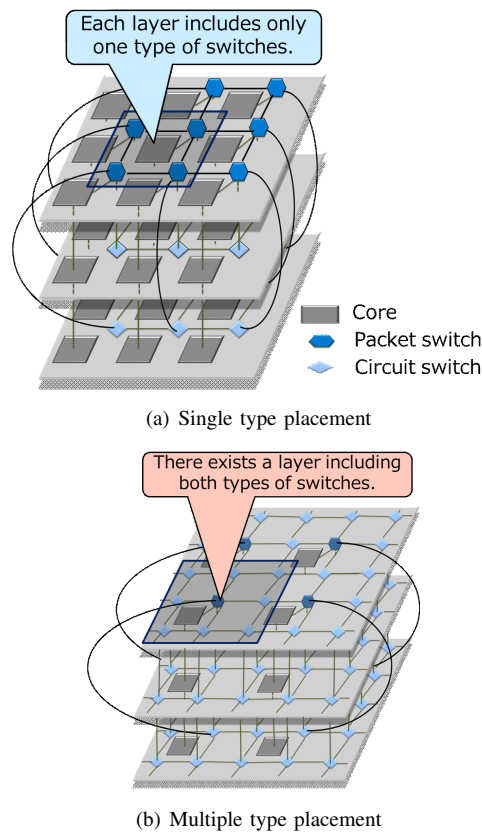 Each layer includes only
one type of switches.
Core
Packet switch
Circuit switch
(a) Single type placement
There exists a layer including
both types of switches.
(b) Multiple type placement